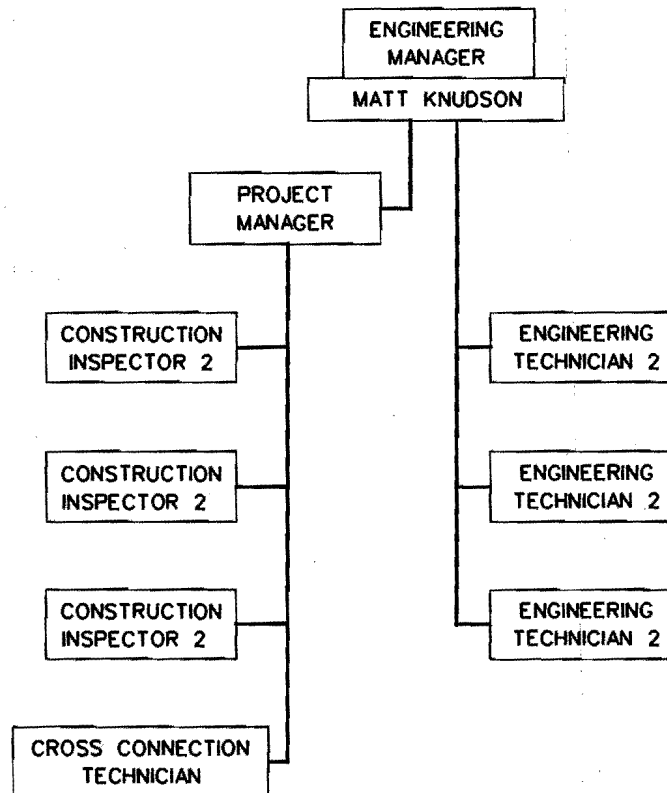 ENGINEERING
MANAGER
MATT KNUDSON
PROJECT
MANAGER
CONSTRUCTION
INSPECTOR 2
ENGINEERING
TECHNICIAN 2
CONSTRUCTION
INSPECTOR 2
ENGINEERING
TECHNICIAN 2
CONSTRUCTION
INSPECTOR 2
ENGINEERING
TECHNICIAN 2
CROSS CONNECTION
TECHNICIAN